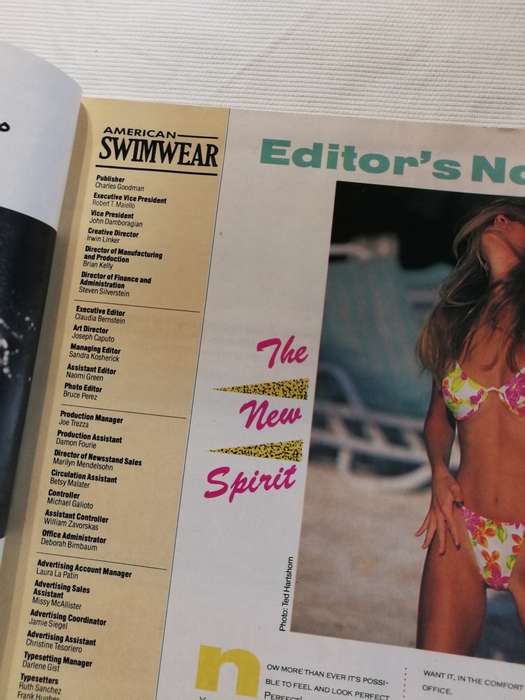 AMERICAN
SWIMWEAR
Publisher
Charles Goodman
Executive Vice President
Robert T. Maiello
Vice President
John Damboragian
Creative Director
Irwin Linker
Director of Manufacturing
and Production
Brian Kelly
Director of Finance and
Administration
Steven Silverstein
Executive Editor
Claudia Bernstein
Art Director
Joseph Caputo
Managing Editor
Sandra Kosherick
Assistant Editor
Naomi Green
Photo Editor
Bruce Perez
Production Manager
Joe Trezza
Production Assistant
Damon Fourie
Director of Newsstand Sales
Marilyn Mendelsohn
Circulation Assistant
Betsy Malater
Controller
Michael Galioto
Assistant Controller
William Zavorskas
Office Administrator
Deborah Birnbaum
Advertising Account Manager
Laura La Patin
Advertising Sales
Assistant
Missy McAllister
Advertising Coordinator
Jamie Siegel
Advertising Assistant
Christine Tesoriero
Typesetting Manager
Darlene Gist
Typesetters
Ruth Sanchez
Frank Hughes
Editor's No
The
New
Spirit
Photo: Ted Hartshorn
nOW MORE THAN EVER IT'S POSSI-
BLE TO FEEL AND LOOK PERFECT
WANT IT, IN THE COMFORT
OFFICE.